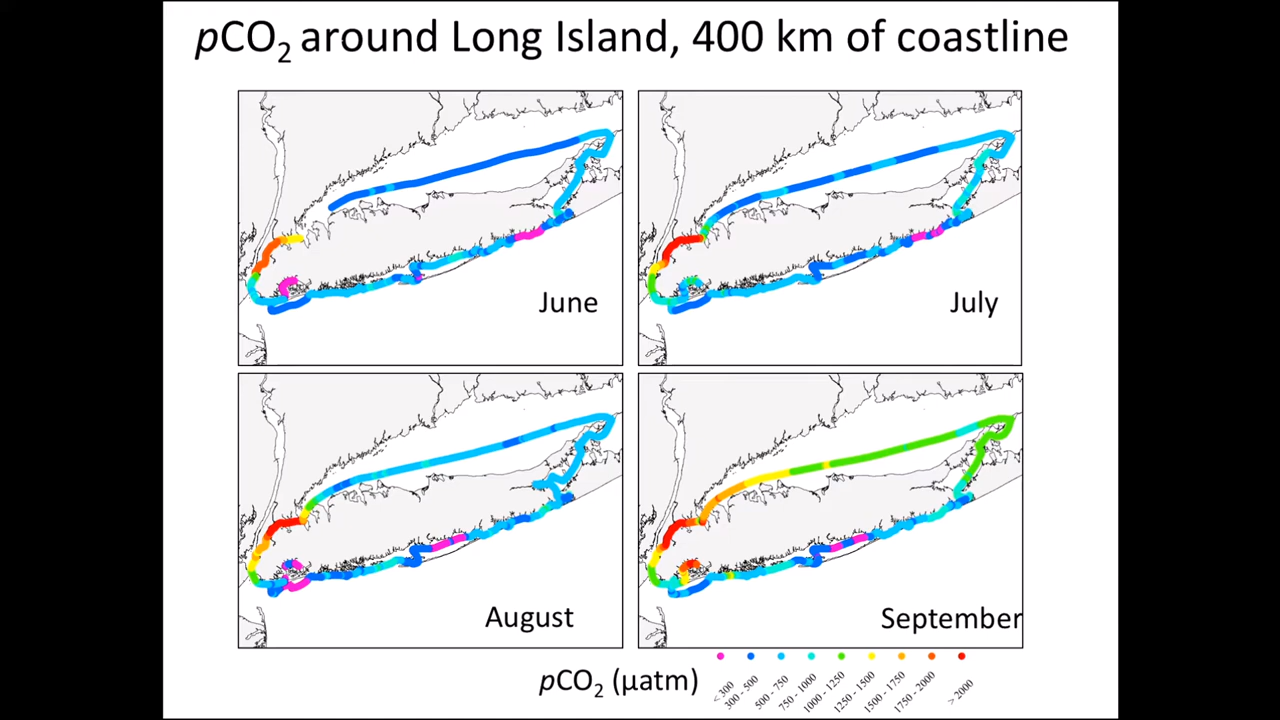 pCO2 around Long Island, 400 km of coastline
June
July
August
September
pCO2 (µatm)
< 300
300 - 500
500 - 750
750 - 1000
1000 - 1250
1250 - 1500
1500 - 1750
1750 - 2000
> 2000